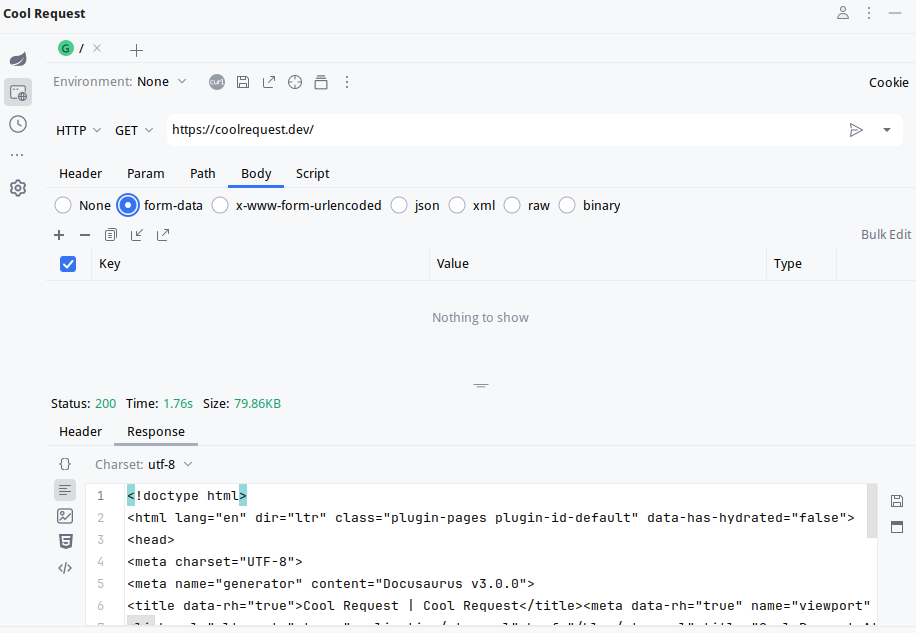 Cool Request
G /
Environment: None
curl
Cookie
HTTP GET https://coolrequest.dev/
Header Param Path Body Script
None form-data x-www-form-urlencoded json xml raw binary
Bulk Edit
Key Value Type
Nothing to show
Status: 200 Time: 1.76s Size: 79.86KB
Header Response
{} Charset: utf-8
1 <!doctype html>
2 <html lang="en" dir="ltr" class="plugin-pages plugin-id-default" data-has-hydrated="false">
3 <head>
4 <meta charset="UTF-8">
5 <meta name="generator" content="Docusaurus v3.0.0">
6 <title data-rh="true">Cool Request | Cool Request</title><meta data-rh="true" name="viewport"